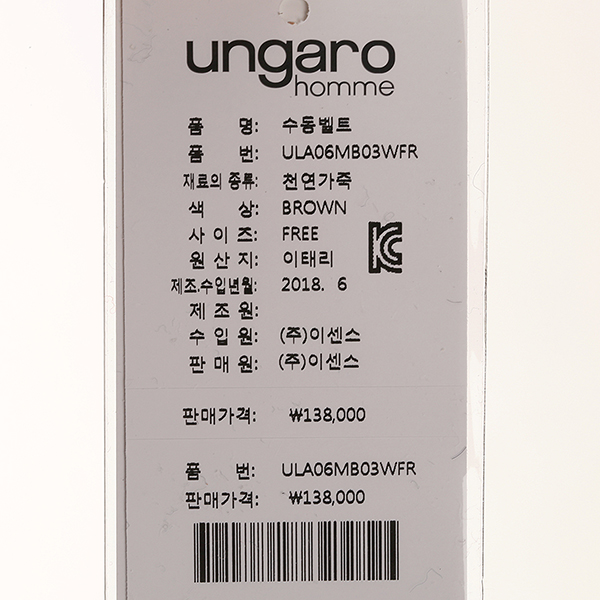 ungaro
homme
품 명: 수동벨트
품 번: ULA06MB03WFR
재료의 종류: 천연가죽
색 상: BROWN
사 이 즈: FREE
원 산 지: 이태리
제조.수입년월: 2018. 6
제 조 원:
수 입 원: (주)이센스
판 매 원: (주)이센스
판매가격: ₩138,000
품 번: ULA06MB03WFR
판매가격: ₩138,000